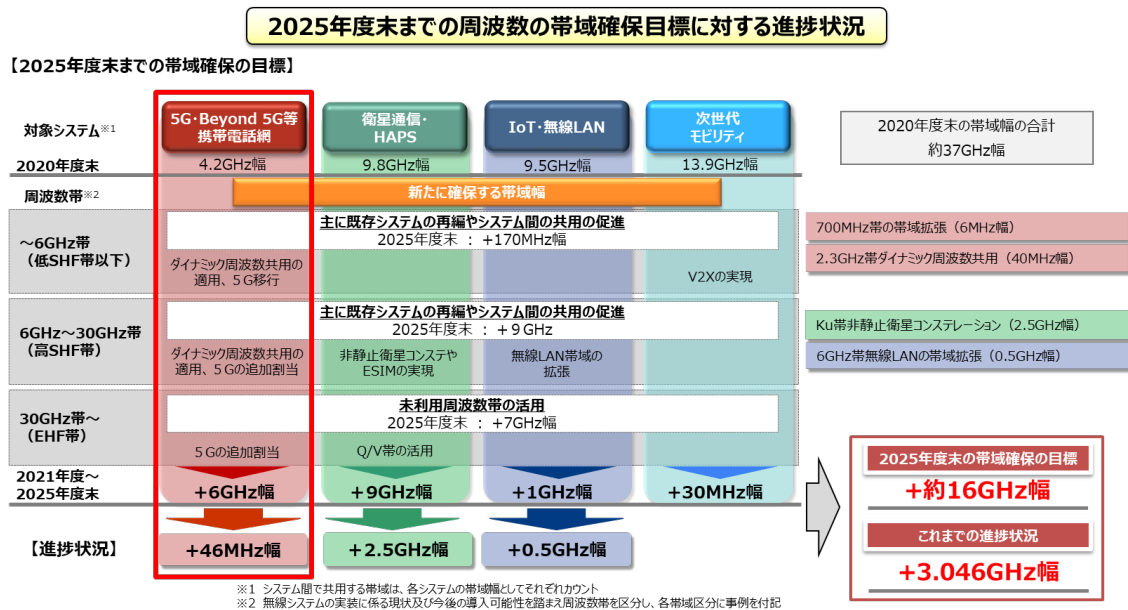 2025年度末までの周波数の帯域確保目標に対する進捗状況
【2025年度末までの帯域確保の目標】
対象システム※1
5G・Beyond 5G等
携帯電話網
衛星通信・
HAPS
IoT・無線LAN
次世代
モビリティ
2020年度末の帯域幅の合計
約37GHz幅
2020年度末
4.2GHz幅
9.8GHz幅
9.5GHz幅
13.9GHz幅
周波数帯※2
新たに確保する帯域幅
～6GHz帯
（低SHF帯以下）
主に既存システムの再編やシステム間の共用の促進
2025年度末 ： +170MHz幅
ダイナミック周波数共用の
適用、５G移行
V2Xの実現
700MHz帯の帯域拡張（6MHz幅）
2.3GHz帯ダイナミック周波数共用（40MHz幅）
6GHz～30GHz帯
（高SHF帯）
主に既存システムの再編やシステム間の共用の促進
2025年度末 ： +９GHz
ダイナミック周波数共用の
適用、５Gの追加割当
非静止衛星コンステや
ESIMの実現
無線LAN帯域の
拡張
Ku帯非静止衛星コンステレーション（2.5GHz幅）
6GHz帯無線LANの帯域拡張（0.5GHz幅）
30GHz帯～
（EHF帯）
未利用周波数帯の活用
2025年度末 ： +7GHz幅
５Gの追加割当
Q/V帯の活用
2021年度～
2025年度末
+6GHz幅
+9GHz幅
+1GHz幅
+30MHz幅
【進捗状況】
+46MHz幅
+2.5GHz幅
+0.5GHz幅
2025年度末の帯域確保の目標
+約16GHz幅
これまでの進捗状況
+3.046GHz幅
※1 システム間で共用する帯域は、各システムの帯域幅としてそれぞれカウント
※2 無線システムの実装に係る現状及び今後の導入可能性を踏まえ周波数帯を区分し、各帯域区分に事例を付記